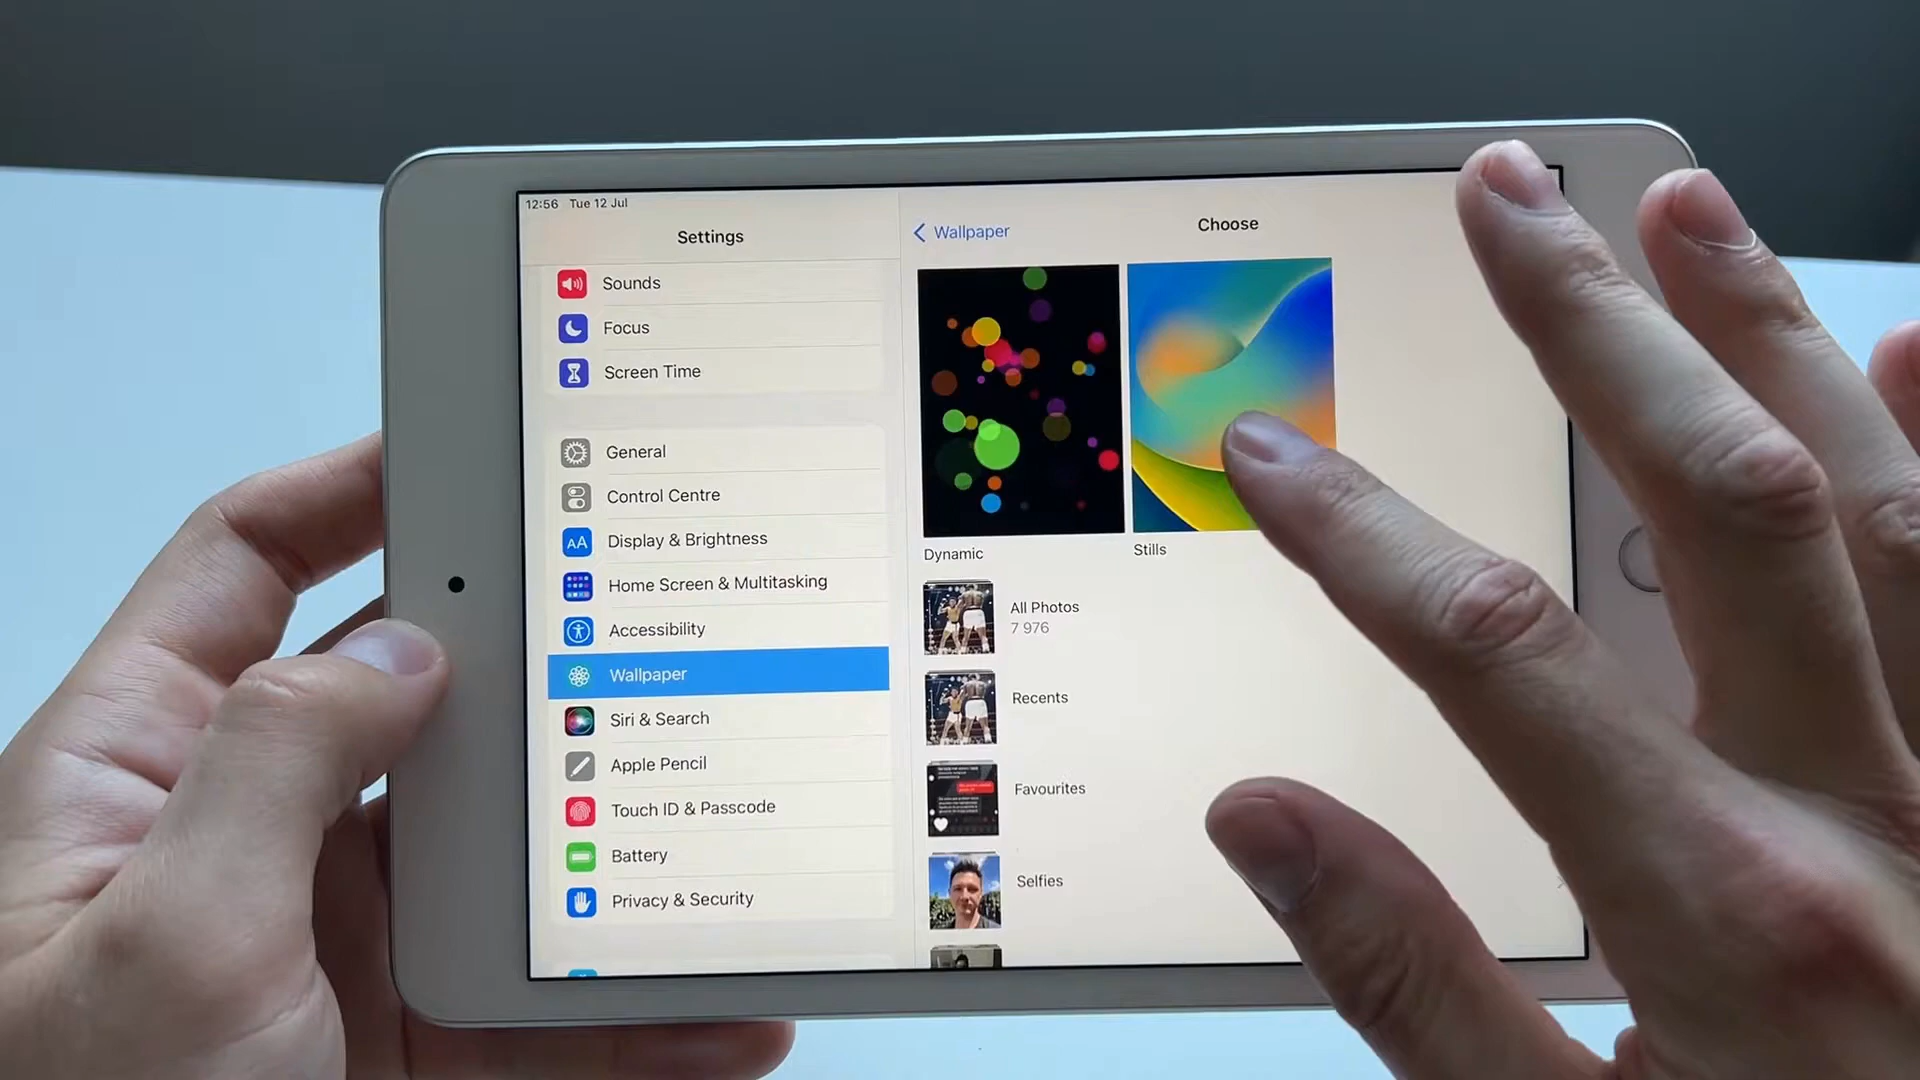 12:56 Tue 12 Jul
Settings
Sounds
Focus
Screen Time
General
Control Centre
AA
Display & Brightness
Home Screen & Multitasking
Accessibility
Wallpaper
Siri & Search
Apple Pencil
Touch ID & Passcode
Battery
Privacy & Security
Wallpaper
Choose
Dynamic
Stills
All Photos
7 976
Recents
Favourites
Selfies